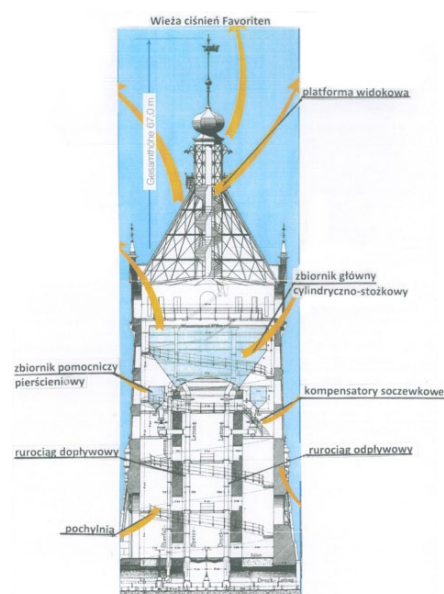 Wieża ciśnień Favoriten
platforma widokowa
Gesamthöhe 67,0 m
zbiornik główny
cylindryczno-stożkowy
zbiornik pomocniczy
pierścieniowy
kompensatory soczewkowe
rurociąg dopływowy
rurociąg odpływowy
pochylnia